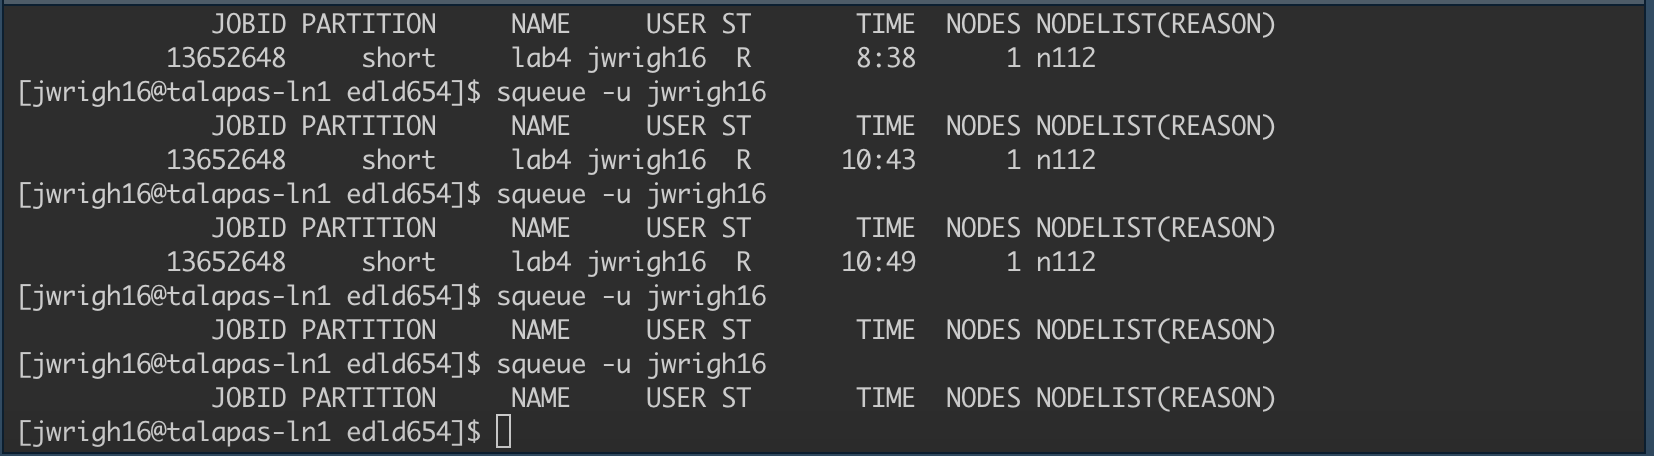 JOBID PARTITION     NAME     USER ST       TIME  NODES NODELIST(REASON)
13652648     short     lab4 jwrigh16  R       8:38      1 n112
[jwrigh16@talapas-ln1 edld654]$ squeue -u jwrigh16
JOBID PARTITION     NAME     USER ST       TIME  NODES NODELIST(REASON)
13652648     short     lab4 jwrigh16  R      10:43      1 n112
[jwrigh16@talapas-ln1 edld654]$ squeue -u jwrigh16
JOBID PARTITION     NAME     USER ST       TIME  NODES NODELIST(REASON)
13652648     short     lab4 jwrigh16  R      10:49      1 n112
[jwrigh16@talapas-ln1 edld654]$ squeue -u jwrigh16
JOBID PARTITION     NAME     USER ST       TIME  NODES NODELIST(REASON)
[jwrigh16@talapas-ln1 edld654]$ squeue -u jwrigh16
JOBID PARTITION     NAME     USER ST       TIME  NODES NODELIST(REASON)
[jwrigh16@talapas-ln1 edld654]$